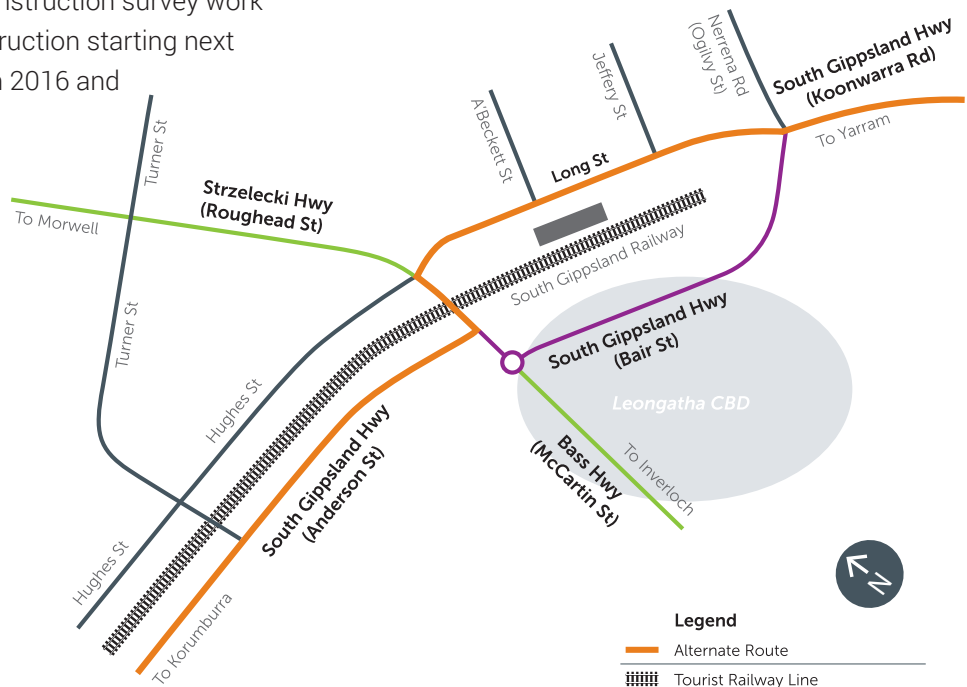 nstruction survey work
ruction starting next
n 2016 and
Turner St
A'Beckett St
Jeffery St
Nerrena Rd
(Ogilvy St)
South Gippsland Hwy
(Koonwarra Rd)
To Yarram
Long St
Strzelecki Hwy
(Roughead St)
To Morwell
South Gippsland Railway
Turner St
Hughes St
South Gippsland Hwy
(Bair St)
Leongatha CBD
South Gippsland Hwy
(Anderson St)
Bass Hwy
(McCartin St)
To Inverloch
Hughes St
To Korumburra
N
Legend
Alternate Route
Tourist Railway Line